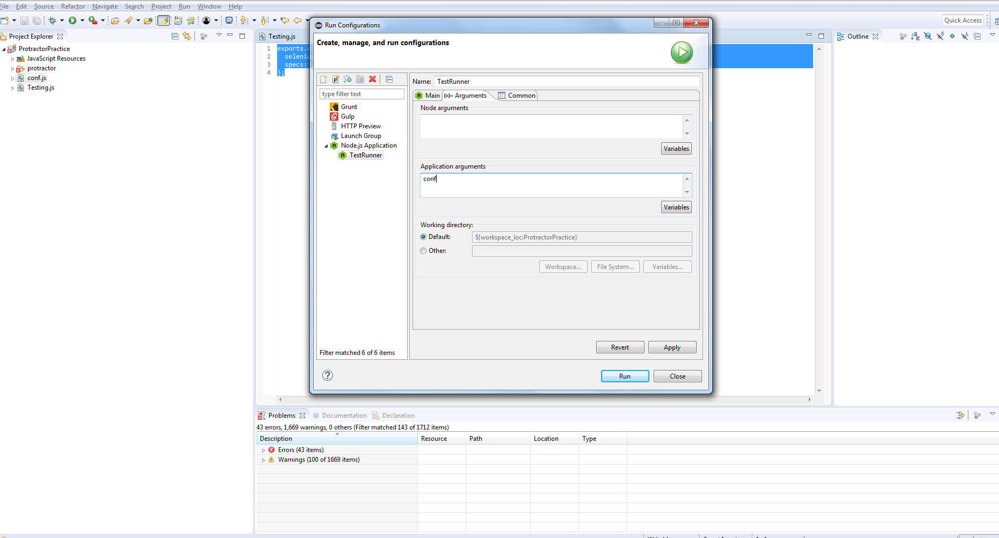 File Edit Source Refactor Navigate Search Project Run Window Help
Quick Access
Project Explorer
ProtractorPractice
JavaScript Resources
protractor
conf.js
Testing.js
Testing.js
1 exports.
2 seleniu
3 specs:
4 };
Run Configurations
Create, manage, and run configurations
type filter text
Grunt
Gulp
HTTP Preview
Launch Group
Node.js Application
TestRunner
Filter matched 6 of 6 items
Name: TestRunner
Main (x)= Arguments Common
Node arguments
Variables
Application arguments
conf
Variables
Working directory:
Default: ${workspace_loc:ProtractorPractice}
Other:
Workspace... File System... Variables...
Revert Apply
Run Close
Outline
Problems @ Documentation Declaration
43 errors, 1,669 warnings, 0 others (Filter matched 143 of 1712 items)
Description Resource Path Location Type
Errors (43 items)
Warnings (100 of 1669 items)